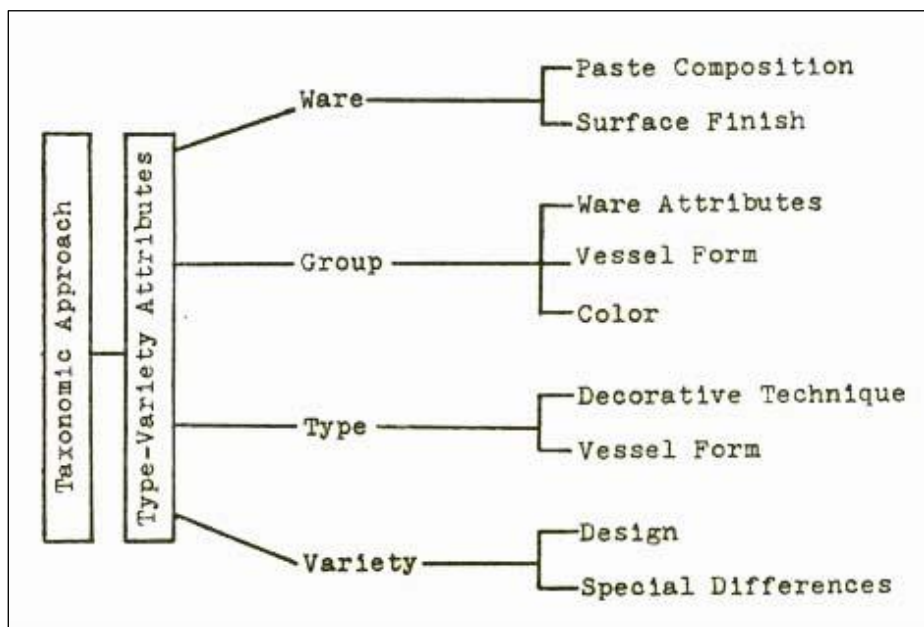 Taxonomic Approach
Type-Variety Attributes
Ware
Paste Composition
Surface Finish
Group
Ware Attributes
Vessel Form
Color
Type
Decorative Technique
Vessel Form
Variety
Design
Special Differences